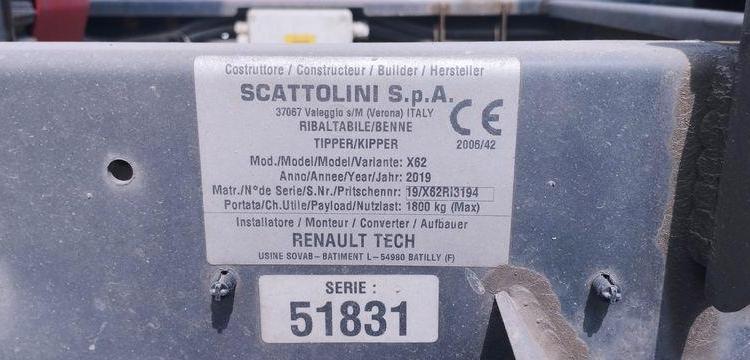 Costruttore / Constructeur / Builder / Hersteller
SCATTOLINI S.p.A.
37067 Valeggio s/M (Verona) ITALY
CE
RIBALTABILE/BENNE
TIPPER/KIPPER
2006/42
Mod./Model/Model/Variante: X62
Anno/Annee/Year/Jahr: 2019
Matr./N°de Serie/S.Nr./Pritschennr: 19/X62RI3194
Portata/Ch.Utile/Payload/Nutzlast: 1800 kg (Max)
Installatore / Monteur / Converter / Aufbauer
RENAULT TECH
USINE SOVAB – BATIMENT L – 54980 BATILLY (F)
SERIE :
51831